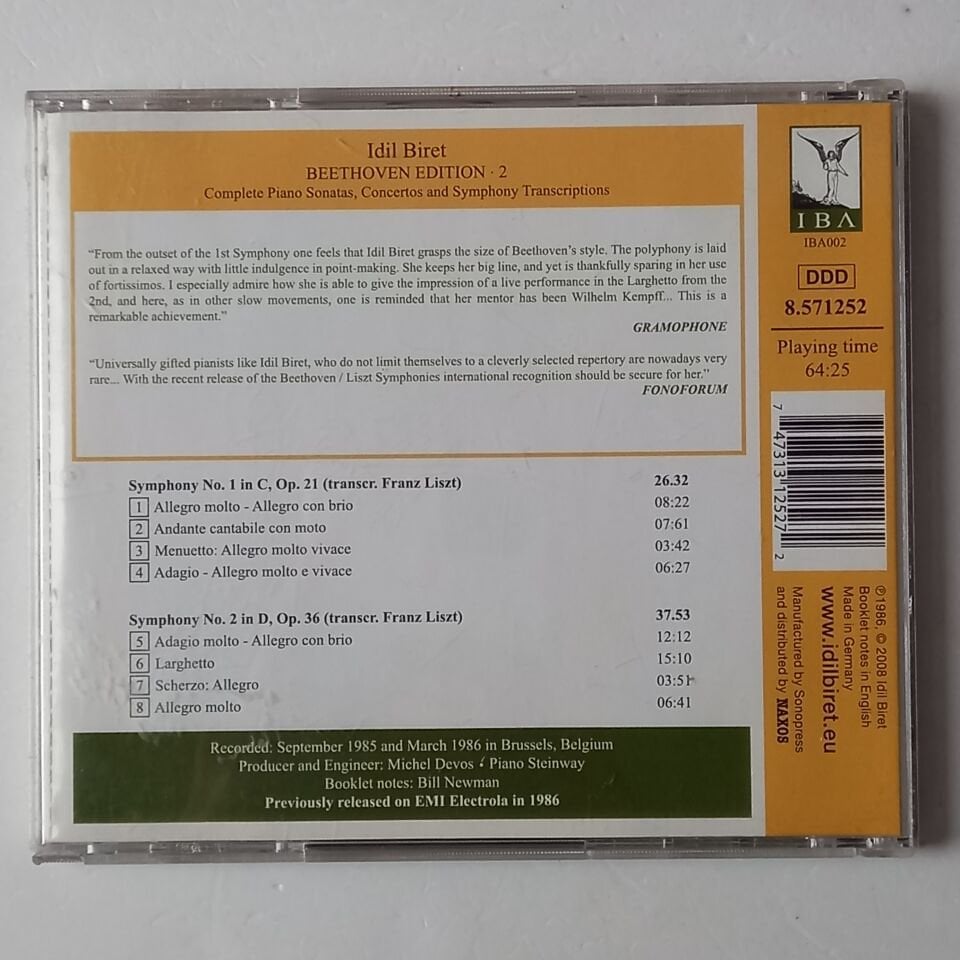 Idil Biret
BEETHOVEN EDITION · 2
Complete Piano Sonatas, Concertos and Symphony Transcriptions
“From the outset of the 1st Symphony one feels that Idil Biret grasps the size of Beethoven’s style. The polyphony is laid
out in a relaxed way with little indulgence in point-making. She keeps her big line, and yet is thankfully sparing in her use
of fortissimos. I especially admire how she is able to give the impression of a live performance in the Larghetto from the
2nd, and here, as in other slow movements, one is reminded that her mentor has been Wilhelm Kempff... This is a
remarkable achievement.”
GRAMOPHONE
“Universally gifted pianists like Idil Biret, who do not limit themselves to a cleverly selected repertory are nowadays very
rare... With the recent release of the Beethoven / Liszt Symphonies international recognition should be secure for her.”
FONOFORUM
Symphony No. 1 in C, Op. 21 (transcr. Franz Liszt) 26.32
1 Allegro molto - Allegro con brio 08:22
2 Andante cantabile con moto 07:61
3 Menuetto: Allegro molto vivace 03:42
4 Adagio - Allegro molto e vivace 06:27
Symphony No. 2 in D, Op. 36 (transcr. Franz Liszt) 37.53
5 Adagio molto - Allegro con brio 12:12
6 Larghetto 15:10
7 Scherzo: Allegro 03:51
8 Allegro molto 06:41
Recorded: September 1985 and March 1986 in Brussels, Belgium
Producer and Engineer: Michel Devos / Piano Steinway
Booklet notes: Bill Newman
Previously released on EMI Electrola in 1986
IBA
IBA002
DDD
8.571252
Playing time
64:25
7 47313 12527 2
℗1986, © 2008 Idil Biret
Booklet notes in English
Made in Germany
www.idilbiret.eu
Manufactured by Sonopress
and distributed by NAXOS